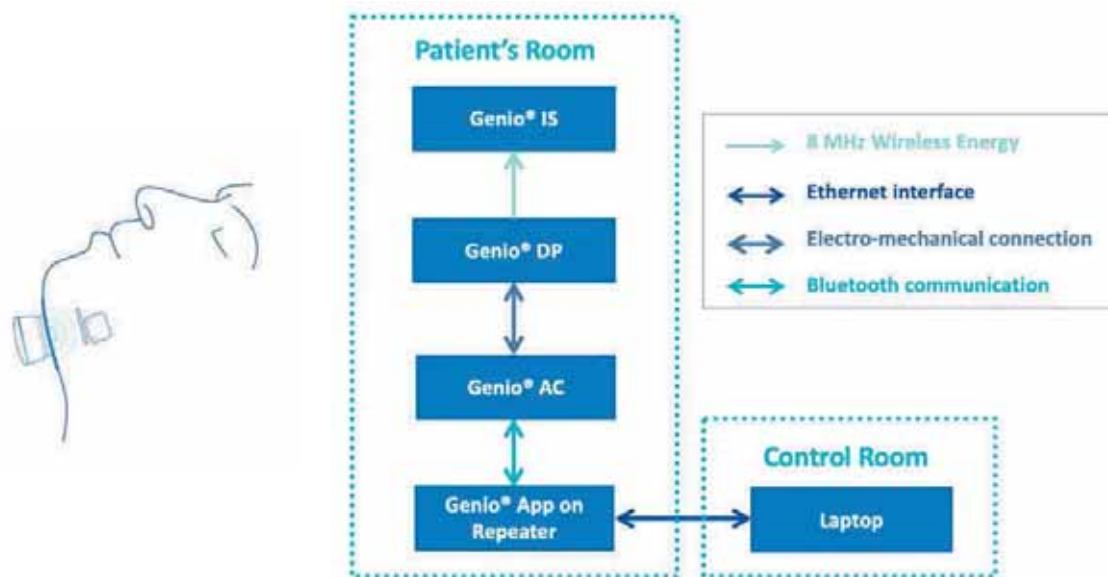 Patient's Room
Genio® IS
Genio® DP
Genio® AC
Genio® App on
Repeater
8 MHz Wireless Energy
Ethernet interface
Electro-mechanical connection
Bluetooth communication
Control Room
Laptop